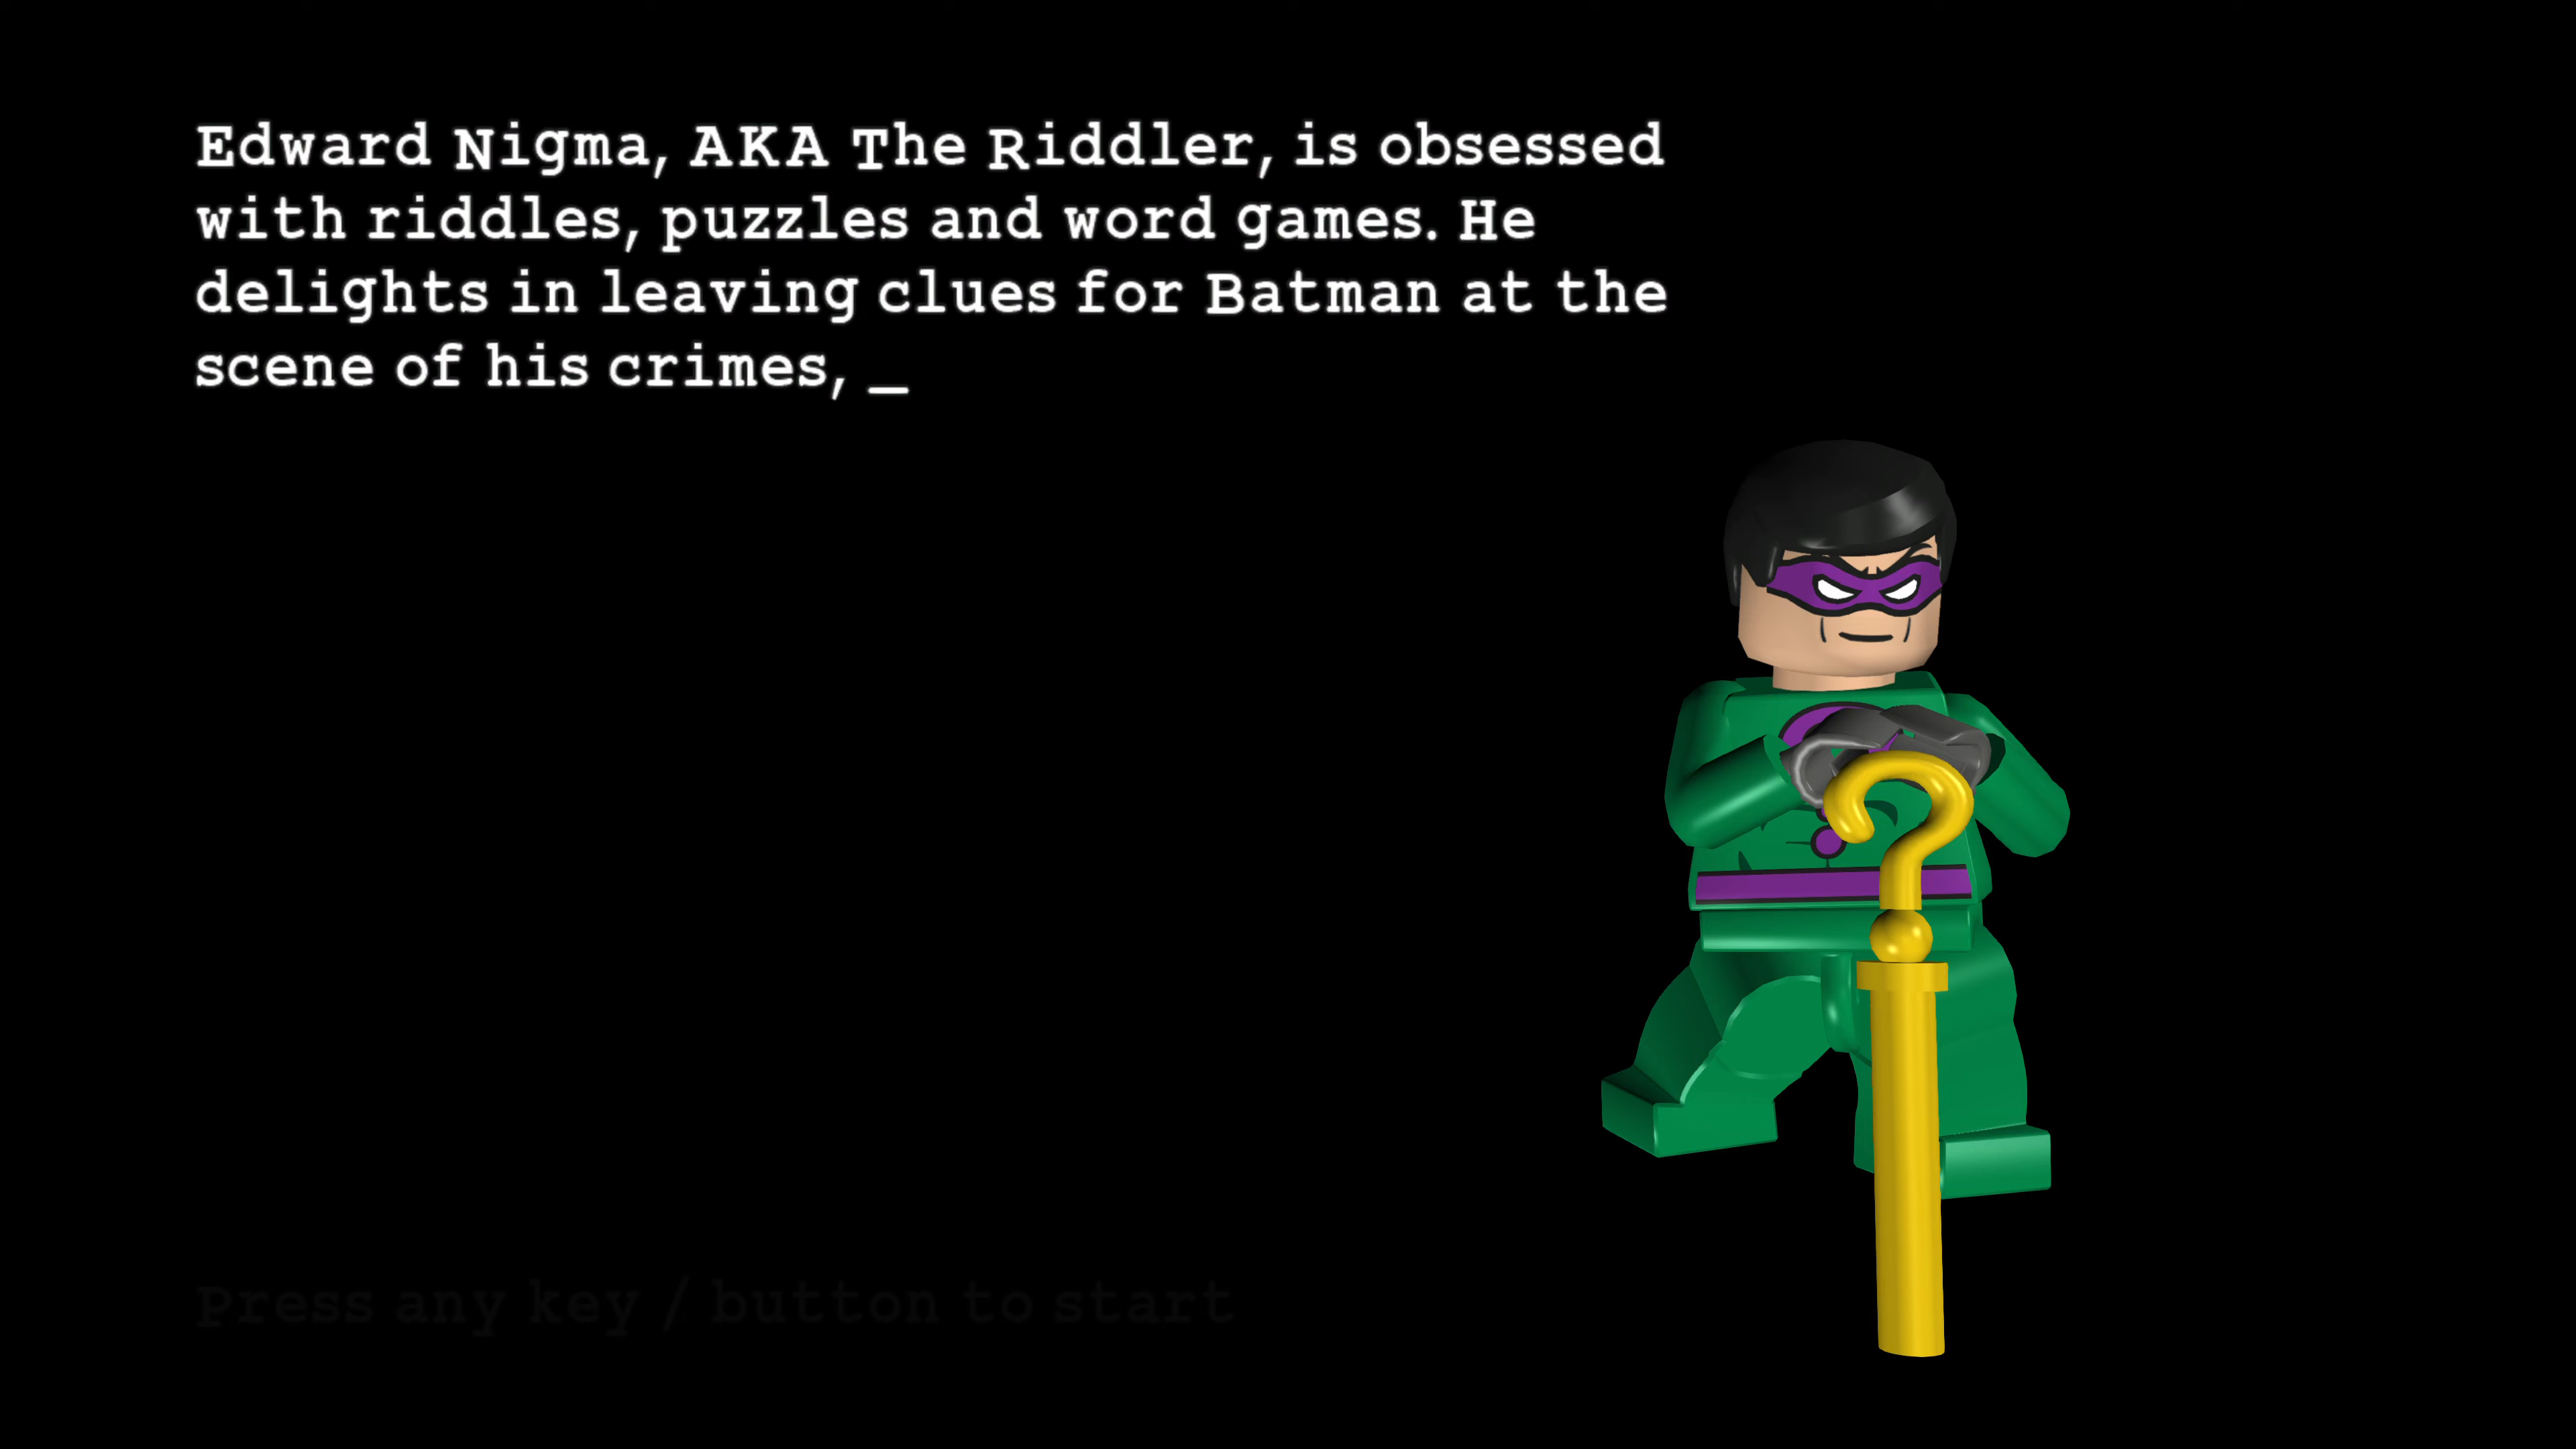 Edward Nigma, AKA The Riddler, is obsessed
with riddles, puzzles and word games. He
delights in leaving clues for Batman at the
scene of his crimes, _
Press any key / button to start